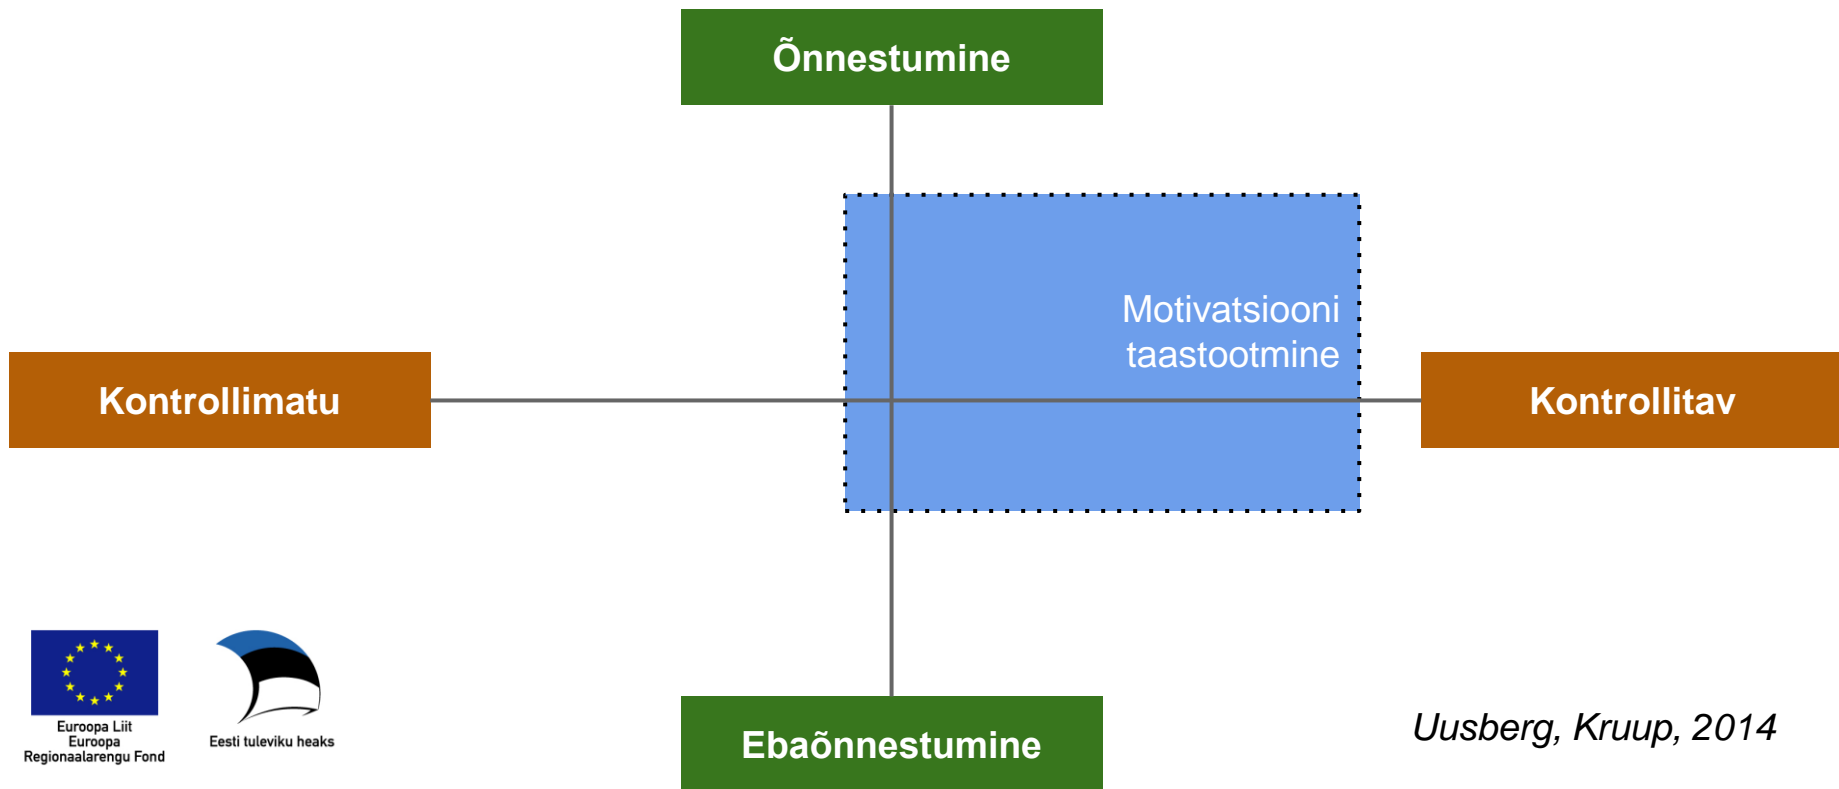 Õnnestumine
Motivatsiooni
taastootmine
Kontrollimatu
Kontrollitav
Euroopa Liit
Euroopa
Regionaalarengu Fond
Eesti tuleviku heaks
Ebaõnnestumine
Uusberg, Kruup, 2014